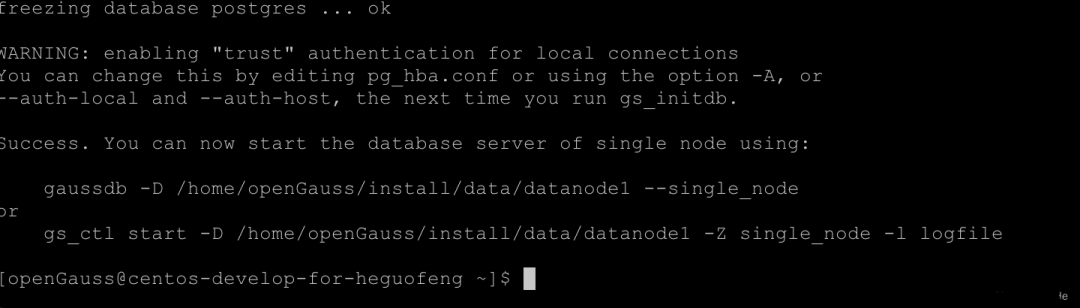 freezing database postgres ... ok
WARNING: enabling "trust" authentication for local connections
You can change this by editing pg_hba.conf or using the option -A, or
--auth-local and --auth-host, the next time you run gs_initdb.
Success. You can now start the database server of single node using:
gaussdb -D /home/openGauss/install/data/datanode1 --single_node
or
gs_ctl start -D /home/openGauss/install/data/datanode1 -Z single_node -l logfile
[openGauss@centos-develop-for-heguofeng ~]$